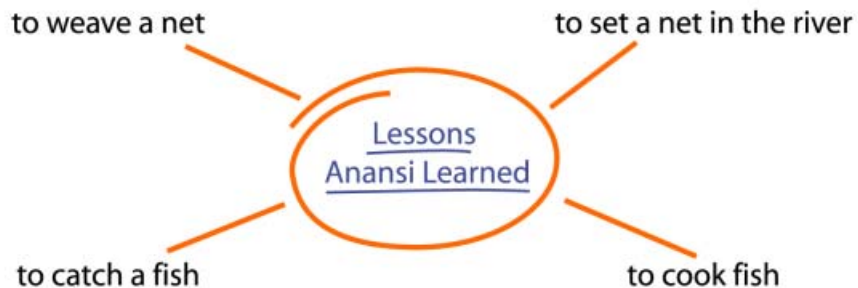 to weave a net
to set a net in the river
Lessons
Anansi Learned
to catch a fish
to cook fish